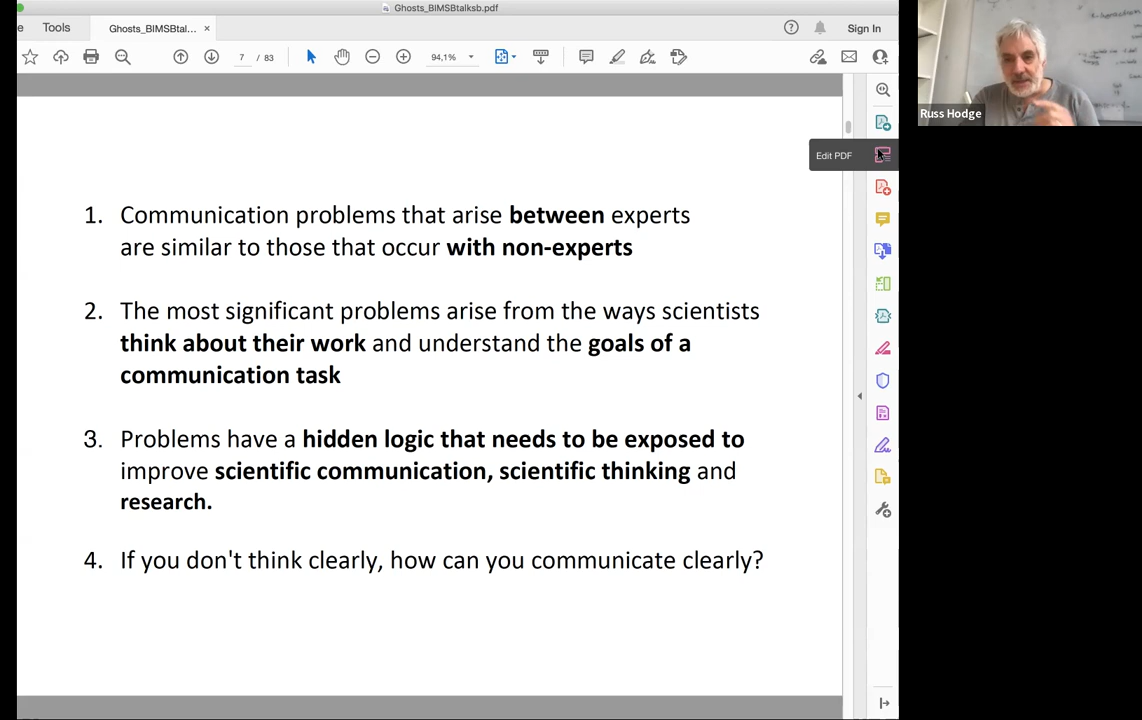 Ghosts_BIMSBtalksb.pdf
e
Tools
Ghosts_BIMSBtal... ×
Sign In
7 / 83
94,1%
Russ Hodge
Edit PDF
1. Communication problems that arise between experts
are similar to those that occur with non-experts
2. The most significant problems arise from the ways scientists
think about their work and understand the goals of a
communication task
3. Problems have a hidden logic that needs to be exposed to
improve scientific communication, scientific thinking and
research.
4. If you don't think clearly, how can you communicate clearly?